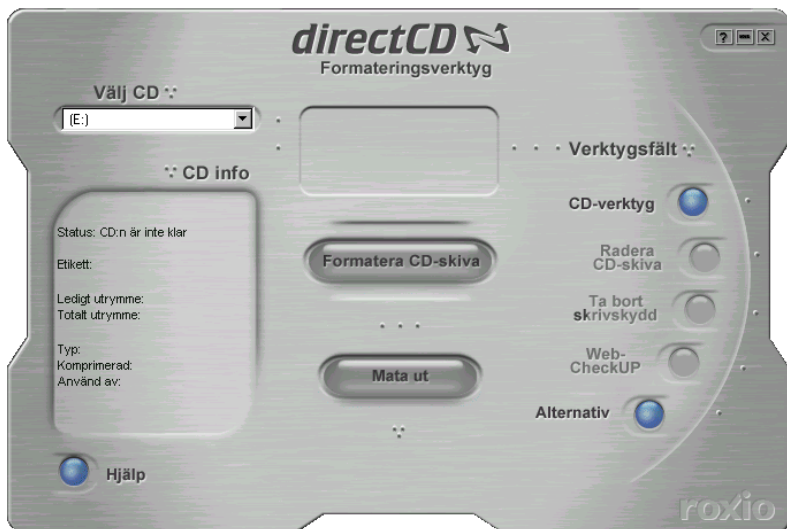 directCD
Formateringsverktyg
Välj CD
(E:)
CD info
Status: CD:n är inte klar
Etikett:
Ledigt utrymme:
Totalt utrymme:
Typ:
Komprimerad:
Använd av:
Hjälp
Formatera CD-skiva
Mata ut
Verktygsfält
CD-verktyg
Radera
CD-skiva
Ta bort
skrivskydd
Web-
CheckUP
Alternativ
?
roxio